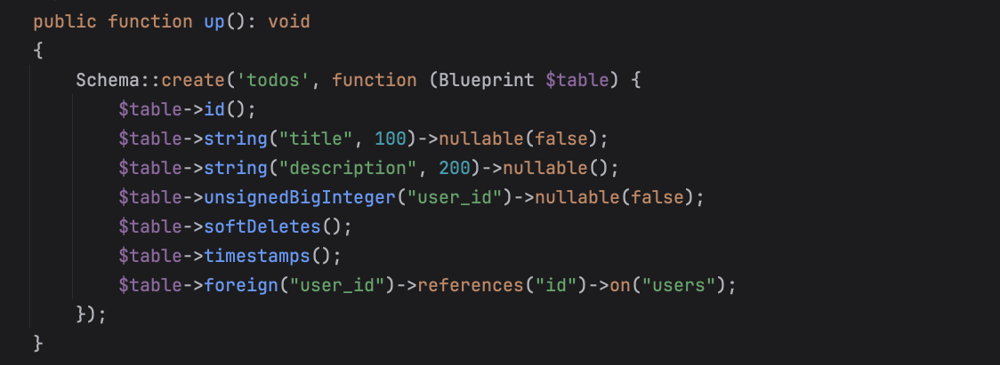 public function up(): void
{
    Schema::create('todos', function (Blueprint $table) {
        $table->id();
        $table->string("title", 100)->nullable(false);
        $table->string("description", 200)->nullable();
        $table->unsignedBigInteger("user_id")->nullable(false);
        $table->softDeletes();
        $table->timestamps();
        $table->foreign("user_id")->references("id")->on("users");
    });
}